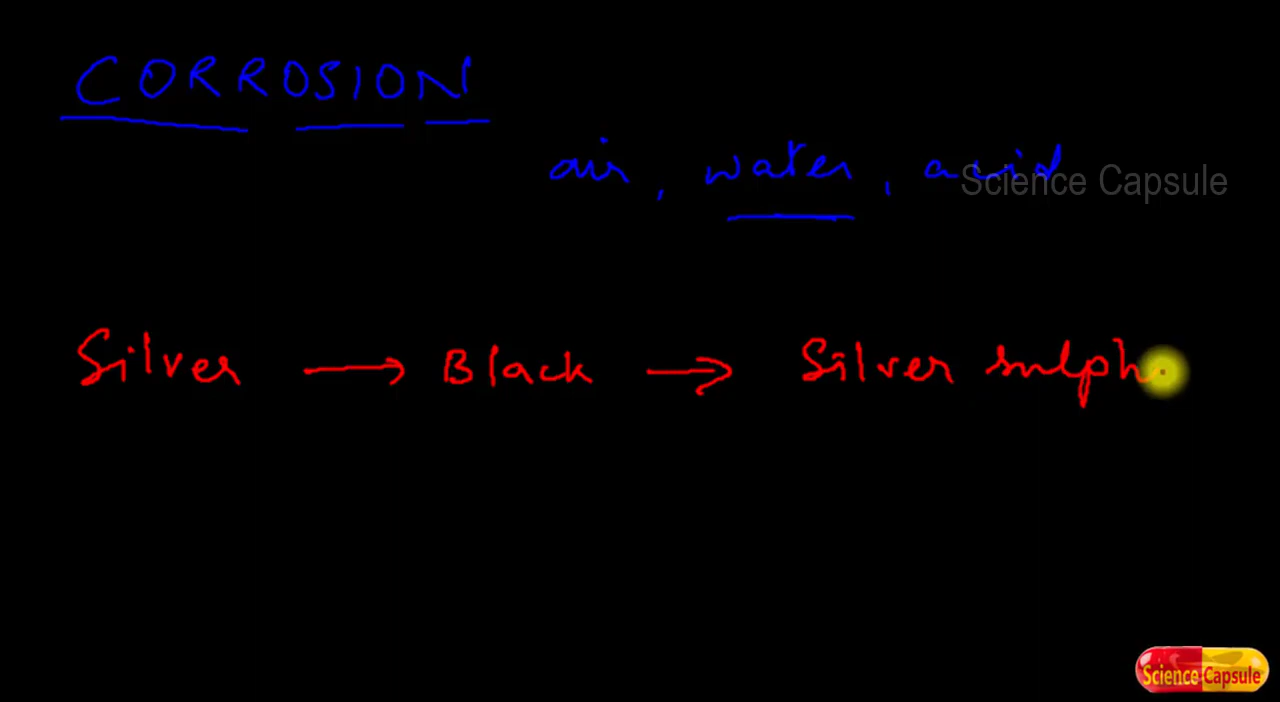 CORROSION
air, water, acid
Science Capsule
Silver → Black → Silver sulph
Science Capsule